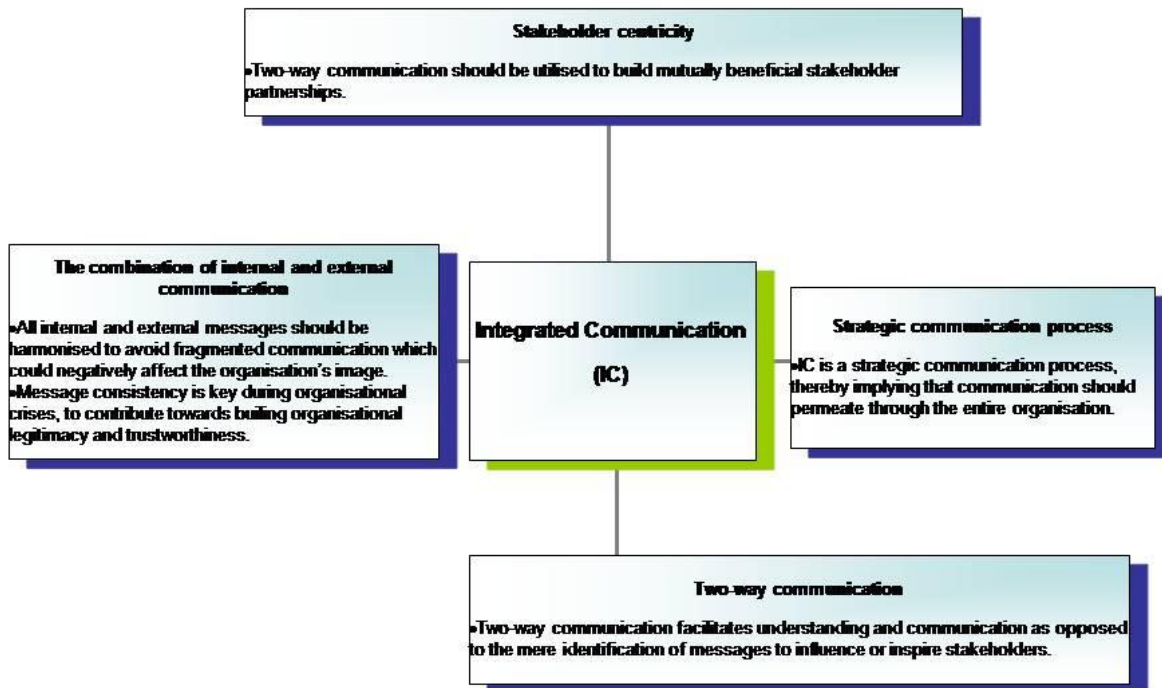 Stakeholder centricity
•Two-way communication should be utilised to build mutually beneficial stakeholder
partnerships.
The combination of internal and external
communication
•All internal and external messages should be
harmonised to avoid fragmented communication which
could negatively affect the organisation's image.
•Message consistency is key during organisational
crises, to contribute towards builing organisational
legitimacy and trustworthiness.
Integrated Communication
(IC)
Strategic communication process
•IC is a strategic communication process,
thereby implying that communication should
permeate through the entire organisation.
Two-way communication
•Two-way communication facilitates understanding and communication as opposed
to the mere identification of messages to influence or inspire stakeholders.